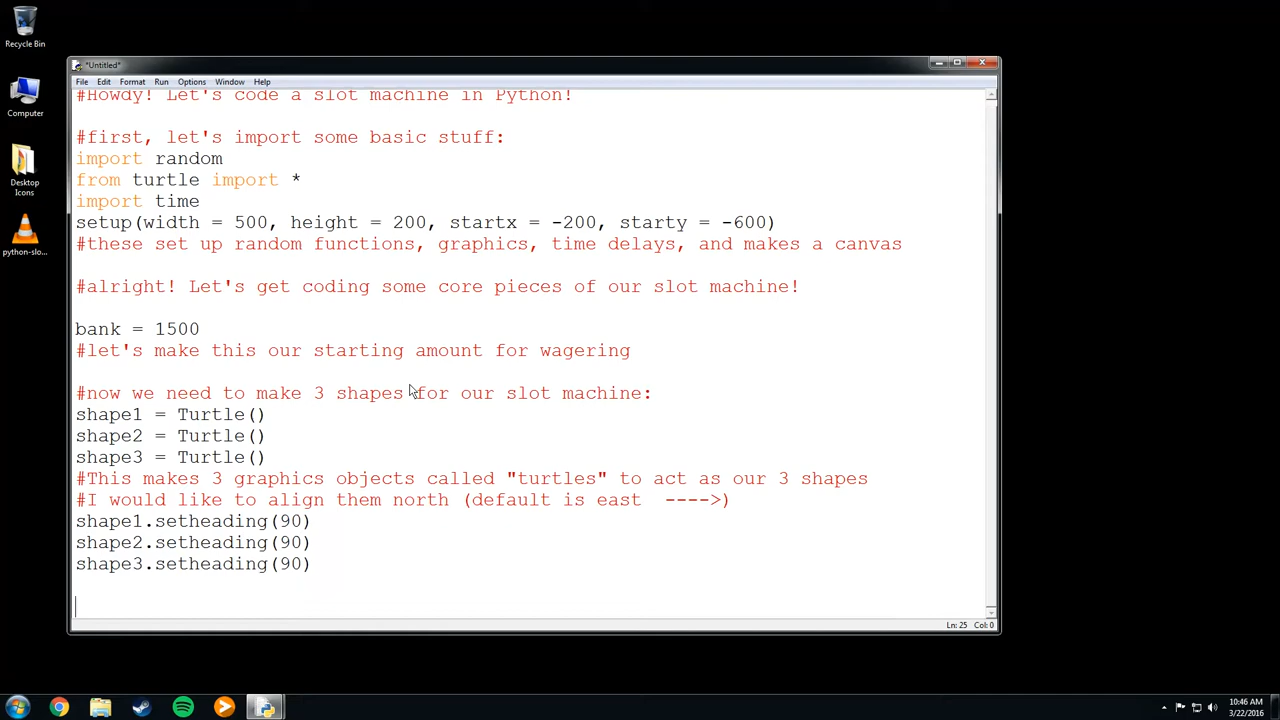 Recycle Bin
Computer
Desktop
Icons
python-slo...
*Untitled*
File Edit Format Run Options Window Help
#Howdy! Let's code a slot machine in Python!
#first, let's import some basic stuff:
import random
from turtle import *
import time
setup(width = 500, height = 200, startx = -200, starty = -600)
#these set up random functions, graphics, time delays, and makes a canvas
#alright! Let's get coding some core pieces of our slot machine!
bank = 1500
#let's make this our starting amount for wagering
#now we need to make 3 shapes for our slot machine:
shape1 = Turtle()
shape2 = Turtle()
shape3 = Turtle()
#This makes 3 graphics objects called "turtles" to act as our 3 shapes
#I would like to align them north (default is east  ---->)
shape1.setheading(90)
shape2.setheading(90)
shape3.setheading(90)
Ln: 25 Col: 0
10:46 AM
3/22/2016